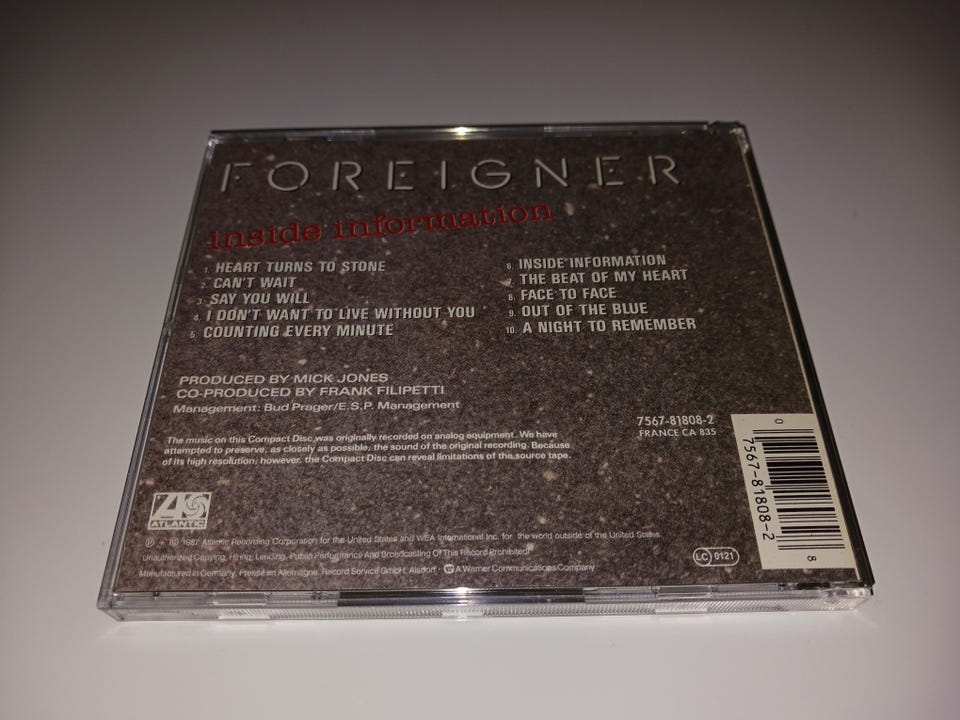 FOREIGNER
inside information
1. HEART TURNS TO STONE
2. CAN'T WAIT
3. SAY YOU WILL
4. I DON'T WANT TO LIVE WITHOUT YOU
5. COUNTING EVERY MINUTE
6. INSIDE INFORMATION
7. THE BEAT OF MY HEART
8. FACE TO FACE
9. OUT OF THE BLUE
10. A NIGHT TO REMEMBER
PRODUCED BY MICK JONES
CO-PRODUCED BY FRANK FILIPETTI
Management: Bud Prager/E.S.P. Management
The music on this Compact Disc was originally recorded on analog equipment. We have
attempted to preserve, as closely as possible, the sound of the original recording. Because
of its high resolution, however, the Compact Disc can reveal limitations of the source tape.
7567-81808-2
FRANCE CA 835
0
7567-81808-2
8
ATLANTIC
℗ + © 1987 Atlantic Recording Corporation for the United States and WEA International Inc. for the world outside of the United States.
Unauthorized Copying, Hiring, Lending, Public Performance And Broadcasting Of This Record Prohibited!
Manufactured in Germany. Pressé en Allemagne. Record Service GmbH, Alsdorf · A Warner Communications Company
LC 0121